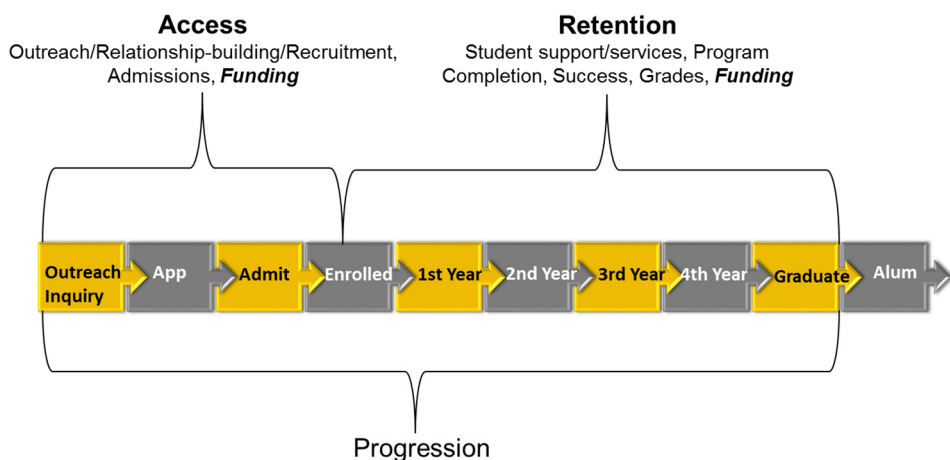 Access
Outreach/Relationship-building/Recruitment,
Admissions, Funding
Retention
Student support/services, Program
Completion, Success, Grades, Funding
Outreach
Inquiry
App
Admit
Enrolled
1st Year
2nd Year
3rd Year
4th Year
Graduate
Alum
Progression